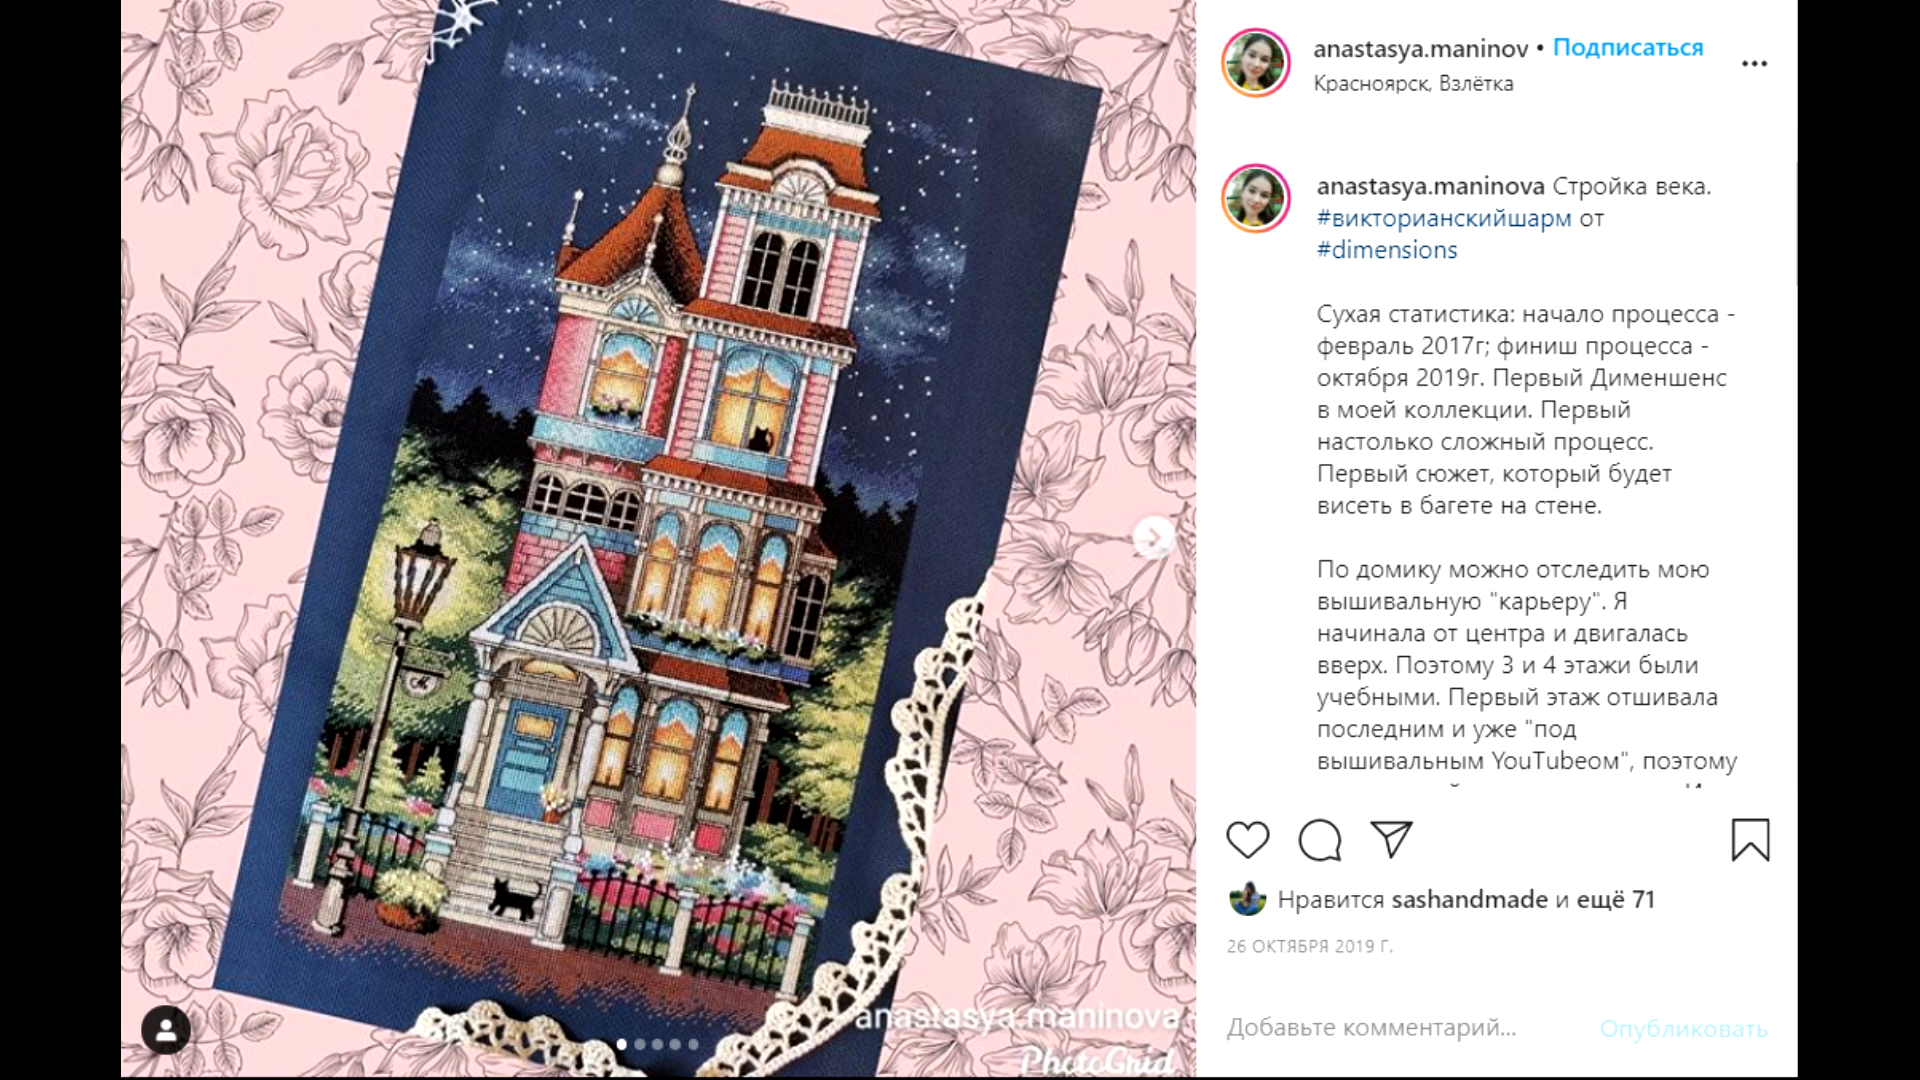 anastasya.maninov • Подписаться
Красноярск, Взлётка
anastasya.maninova Стройка века.
#викторианскийшарм от
#dimensions
Сухая статистика: начало процесса -
февраль 2017г; финиш процесса -
октября 2019г. Первый Дименшенс
в моей коллекции. Первый
настолько сложный процесс.
Первый сюжет, который будет
висеть в багете на стене.
По домику можно отследить мою
вышивальную "карьеру". Я
начинала от центра и двигалась
вверх. Поэтому 3 и 4 этажи были
учебными. Первый этаж отшивала
последним и уже "под
вышивальным YouTubeом", поэтому
Нравится sashandmade и ещё 71
26 ОКТЯБРЯ 2019 Г.
Добавьте комментарий...
Опубликовать
anastasya.maninova
PhotoGrid